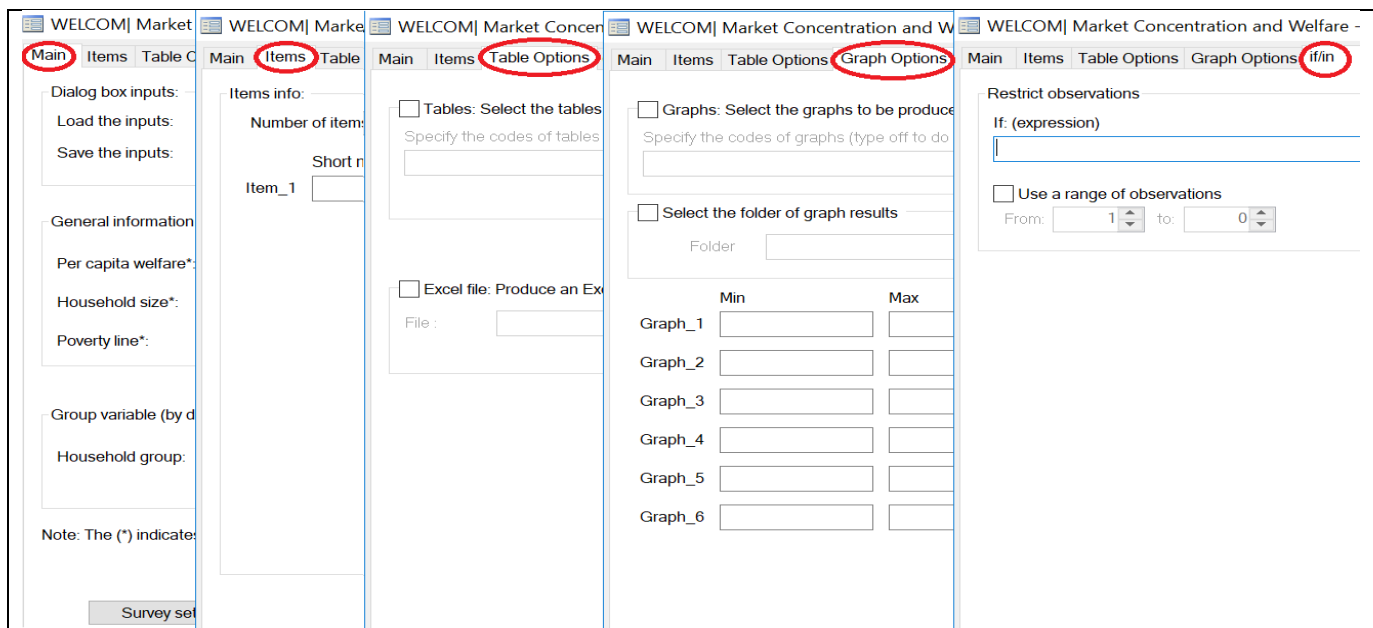 WELCOM| Market
Main Items Table O
Dialog box inputs:
Load the inputs:
Save the inputs:
General information
Per capita welfare*:
Household size*:
Poverty line*:
Group variable (by d
Household group:
Note: The (*) indicates
Survey set
WELCOM| Marke
Main Items Table
Items info:
Number of items
Short n
Item_1
WELCOM| Market Concen
Main Items Table Options
Tables: Select the tables
Specify the codes of tables
Excel file: Produce an Exc
File :
WELCOM| Market Concentration and W
Main Items Table Options Graph Options
Graphs: Select the graphs to be produce
Specify the codes of graphs (type off to do
Select the folder of graph results
Folder
Min Max
Graph_1
Graph_2
Graph_3
Graph_4
Graph_5
Graph_6
WELCOM| Market Concentration and Welfare -
Main Items Table Options Graph Options if/in
Restrict observations
If: (expression)
Use a range of observations
From: 1 to: 0